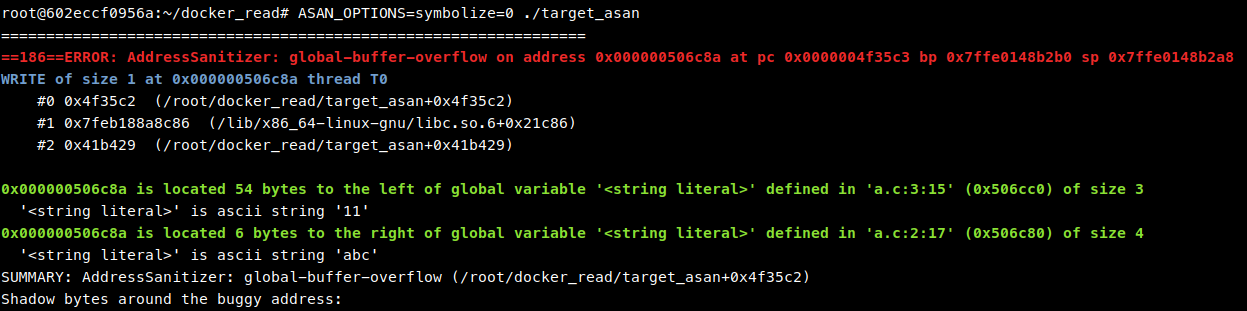 root@602eccf0956a:~/docker_read# ASAN_OPTIONS=symbolize=0 ./target_asan
=================================================================
==186==ERROR: AddressSanitizer: global-buffer-overflow on address 0x000000506c8a at pc 0x0000004f35c3 bp 0x7ffe0148b2b0 sp 0x7ffe0148b2a8
WRITE of size 1 at 0x000000506c8a thread T0
    #0 0x4f35c2  (/root/docker_read/target_asan+0x4f35c2)
    #1 0x7feb188a8c86  (/lib/x86_64-linux-gnu/libc.so.6+0x21c86)
    #2 0x41b429  (/root/docker_read/target_asan+0x41b429)
0x000000506c8a is located 54 bytes to the left of global variable '<string literal>' defined in 'a.c:3:15' (0x506cc0) of size 3
  '<string literal>' is ascii string '11'
0x000000506c8a is located 6 bytes to the right of global variable '<string literal>' defined in 'a.c:2:17' (0x506c80) of size 4
  '<string literal>' is ascii string 'abc'
SUMMARY: AddressSanitizer: global-buffer-overflow (/root/docker_read/target_asan+0x4f35c2)
Shadow bytes around the buggy address: